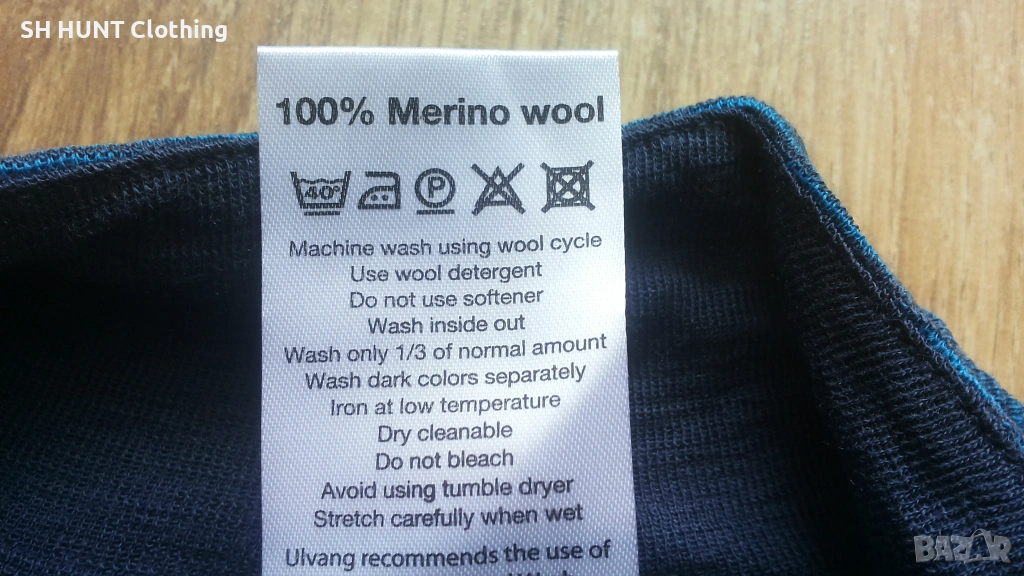 SH HUNT Clothing
100% Merino wool
40° P
Machine wash using wool cycle
Use wool detergent
Do not use softener
Wash inside out
Wash only 1/3 of normal amount
Wash dark colors separately
Iron at low temperature
Dry cleanable
Do not bleach
Avoid using tumble dryer
Stretch carefully when wet
Ulvang recommends the use of
BAZAR